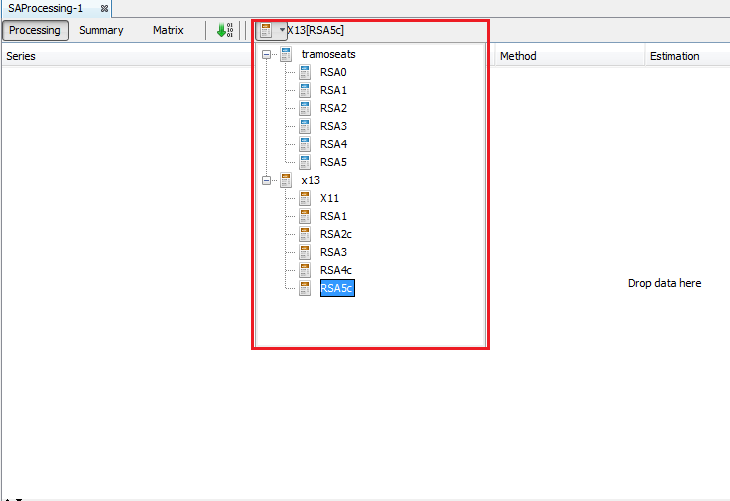 SAProcessing-1
Processing Summary Matrix X13[RSA5c]
Series Method Estimation
tramoseats
RSA0
RSA1
RSA2
RSA3
RSA4
RSA5
x13
X11
RSA1
RSA2c
RSA3
RSA4c
RSA5c
Drop data here